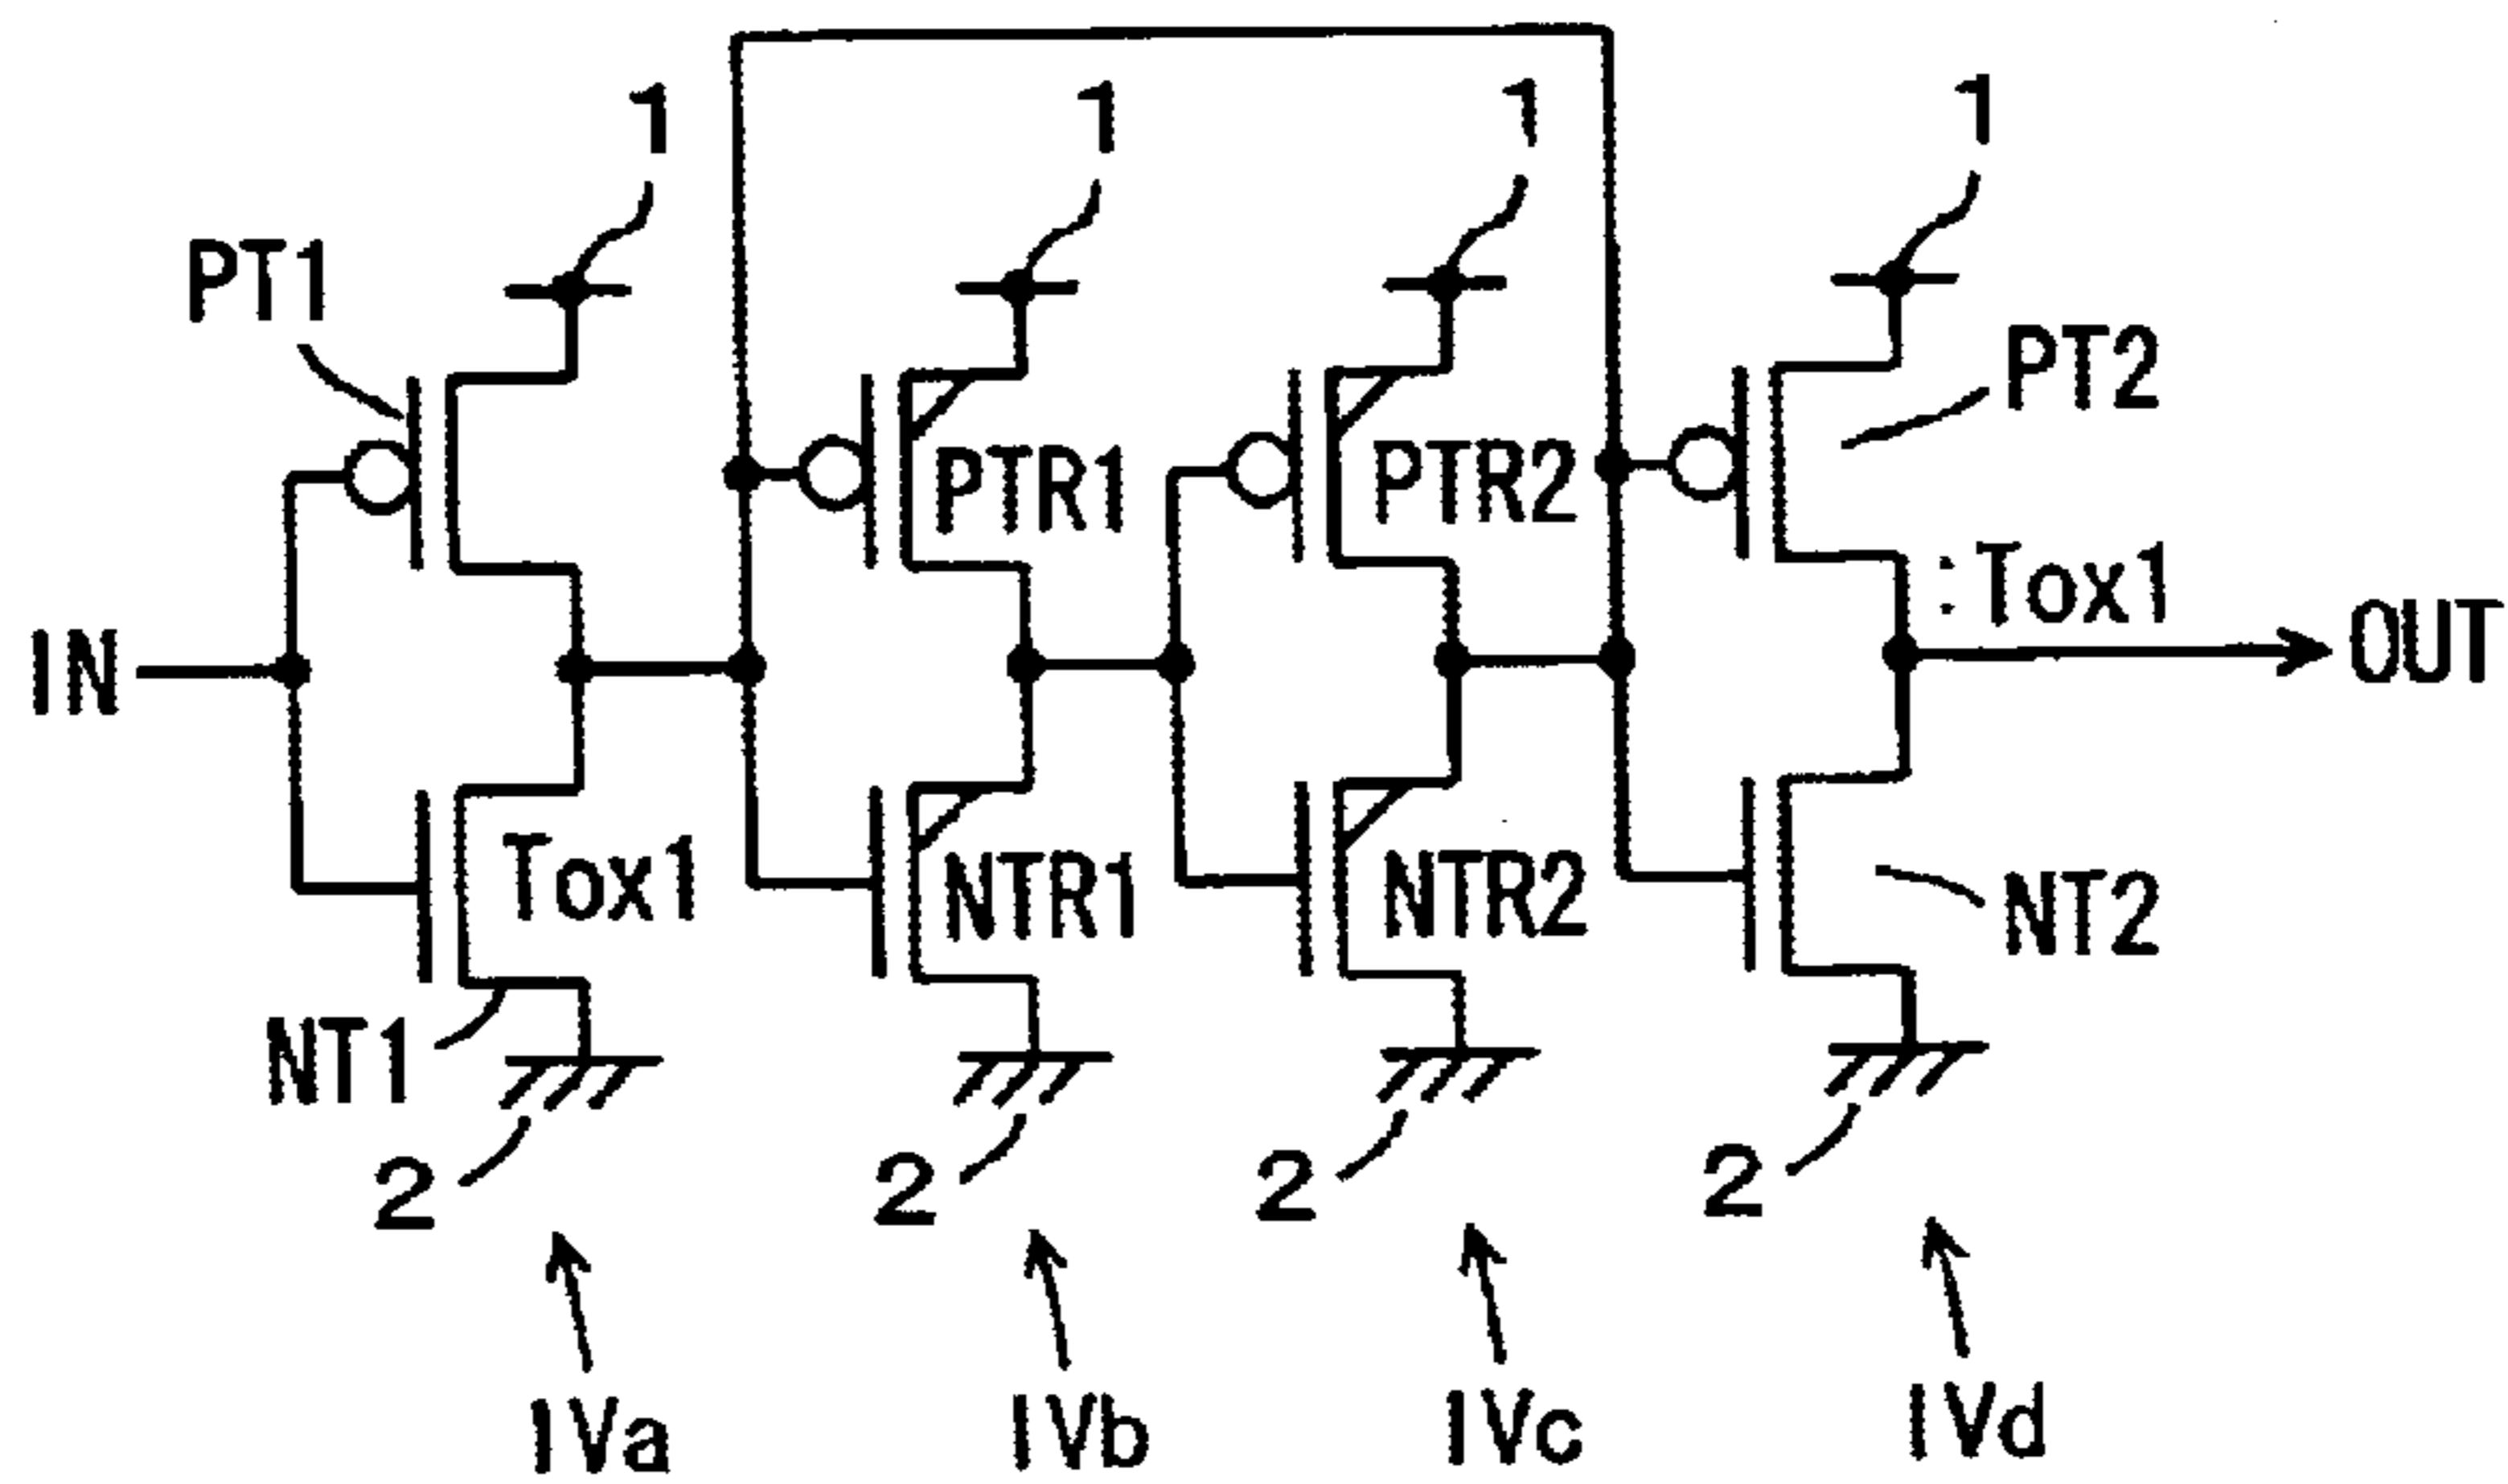 1 1 1 1
PT1
PT2
PTR1 PTR2
:Tox1
IN OUT
Tox1 NTR1 NTR2 NT2
NT1
2 2 2 2
IVa IVb IVc IVd